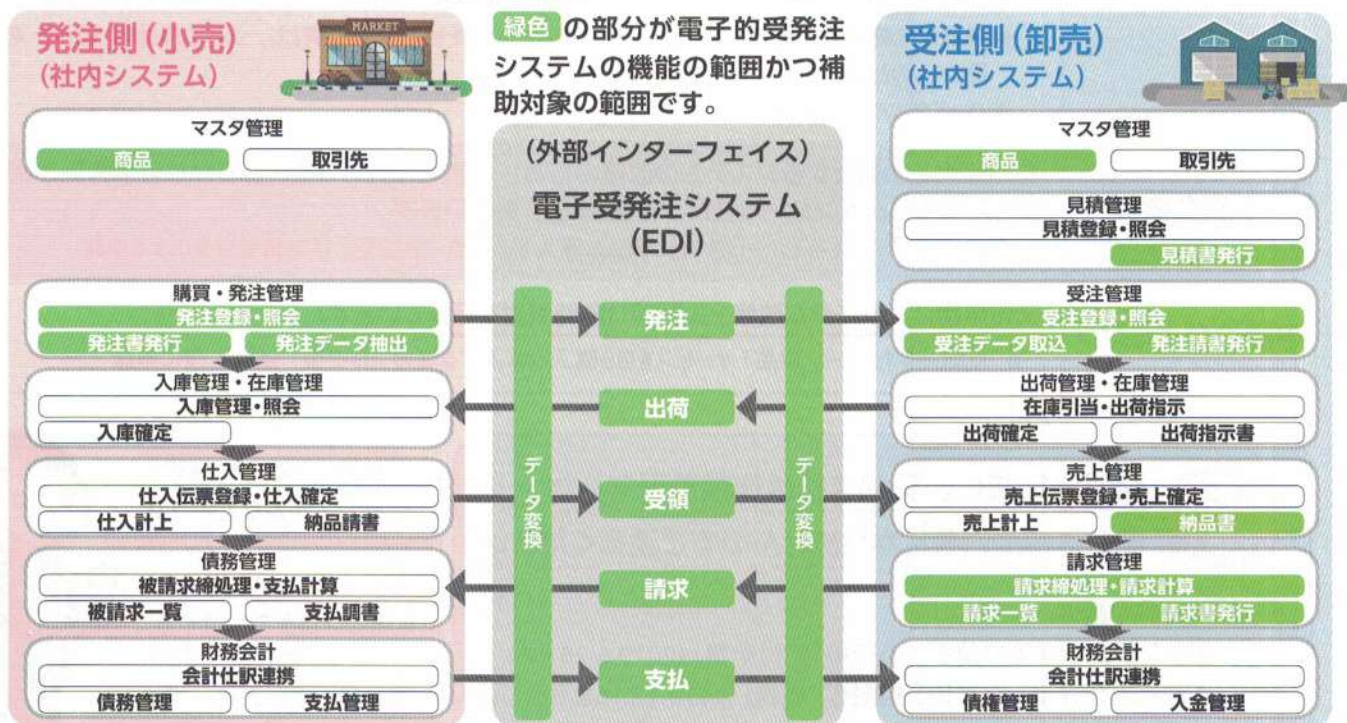 発注側(小売)
(社内システム)
MARKET
マスタ管理
商品
取引先
購買・発注管理
発注登録・照会
発注書発行
発注データ抽出
入庫管理・在庫管理
入庫管理・照会
入庫確定
仕入管理
仕入伝票登録・仕入確定
仕入計上
納品請書
債務管理
被請求締処理・支払計算
被請求一覧
支払調書
財務会計
会計仕訳連携
債務管理
支払管理
緑色の部分が電子的受発注
システムの機能の範囲かつ補
助対象の範囲です。
(外部インターフェイス)
電子受発注システム
(EDI)
データ変換
発注
出荷
受領
請求
支払
データ変換
受注側(卸売)
(社内システム)
マスタ管理
商品
取引先
見積管理
見積登録・照会
見積書発行
受注管理
受注登録・照会
受注データ取込
発注請書発行
出荷管理・在庫管理
在庫引当・出荷指示
出荷確定
出荷指示書
売上管理
売上伝票登録・売上確定
売上計上
納品書
請求管理
請求締処理・請求計算
請求一覧
請求書発行
財務会計
会計仕訳連携
債権管理
入金管理